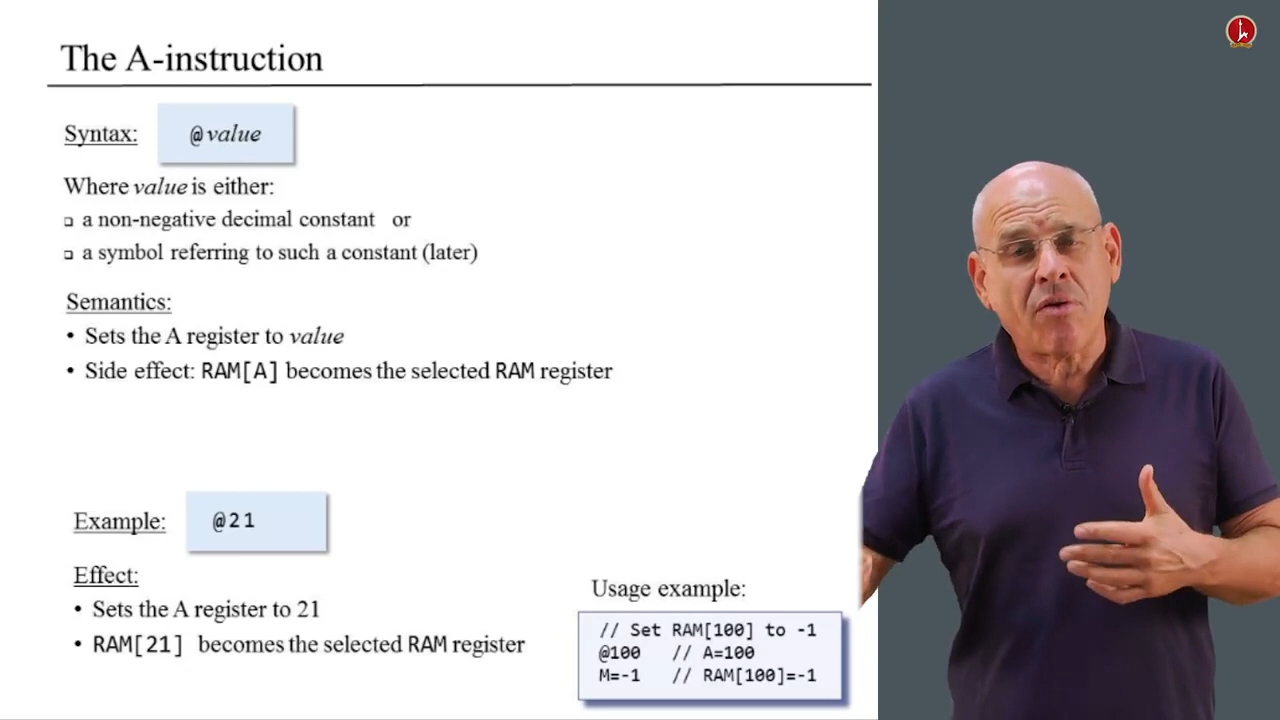 The A-instruction
Syntax: @value
Where value is either:
❑ a non-negative decimal constant or
❑ a symbol referring to such a constant (later)
Semantics:
• Sets the A register to value
• Side effect: RAM[A] becomes the selected RAM register
Example: @21
Effect:
• Sets the A register to 21
• RAM[21] becomes the selected RAM register
Usage example:
// Set RAM[100] to -1
@100 // A=100
M=-1 // RAM[100]=-1